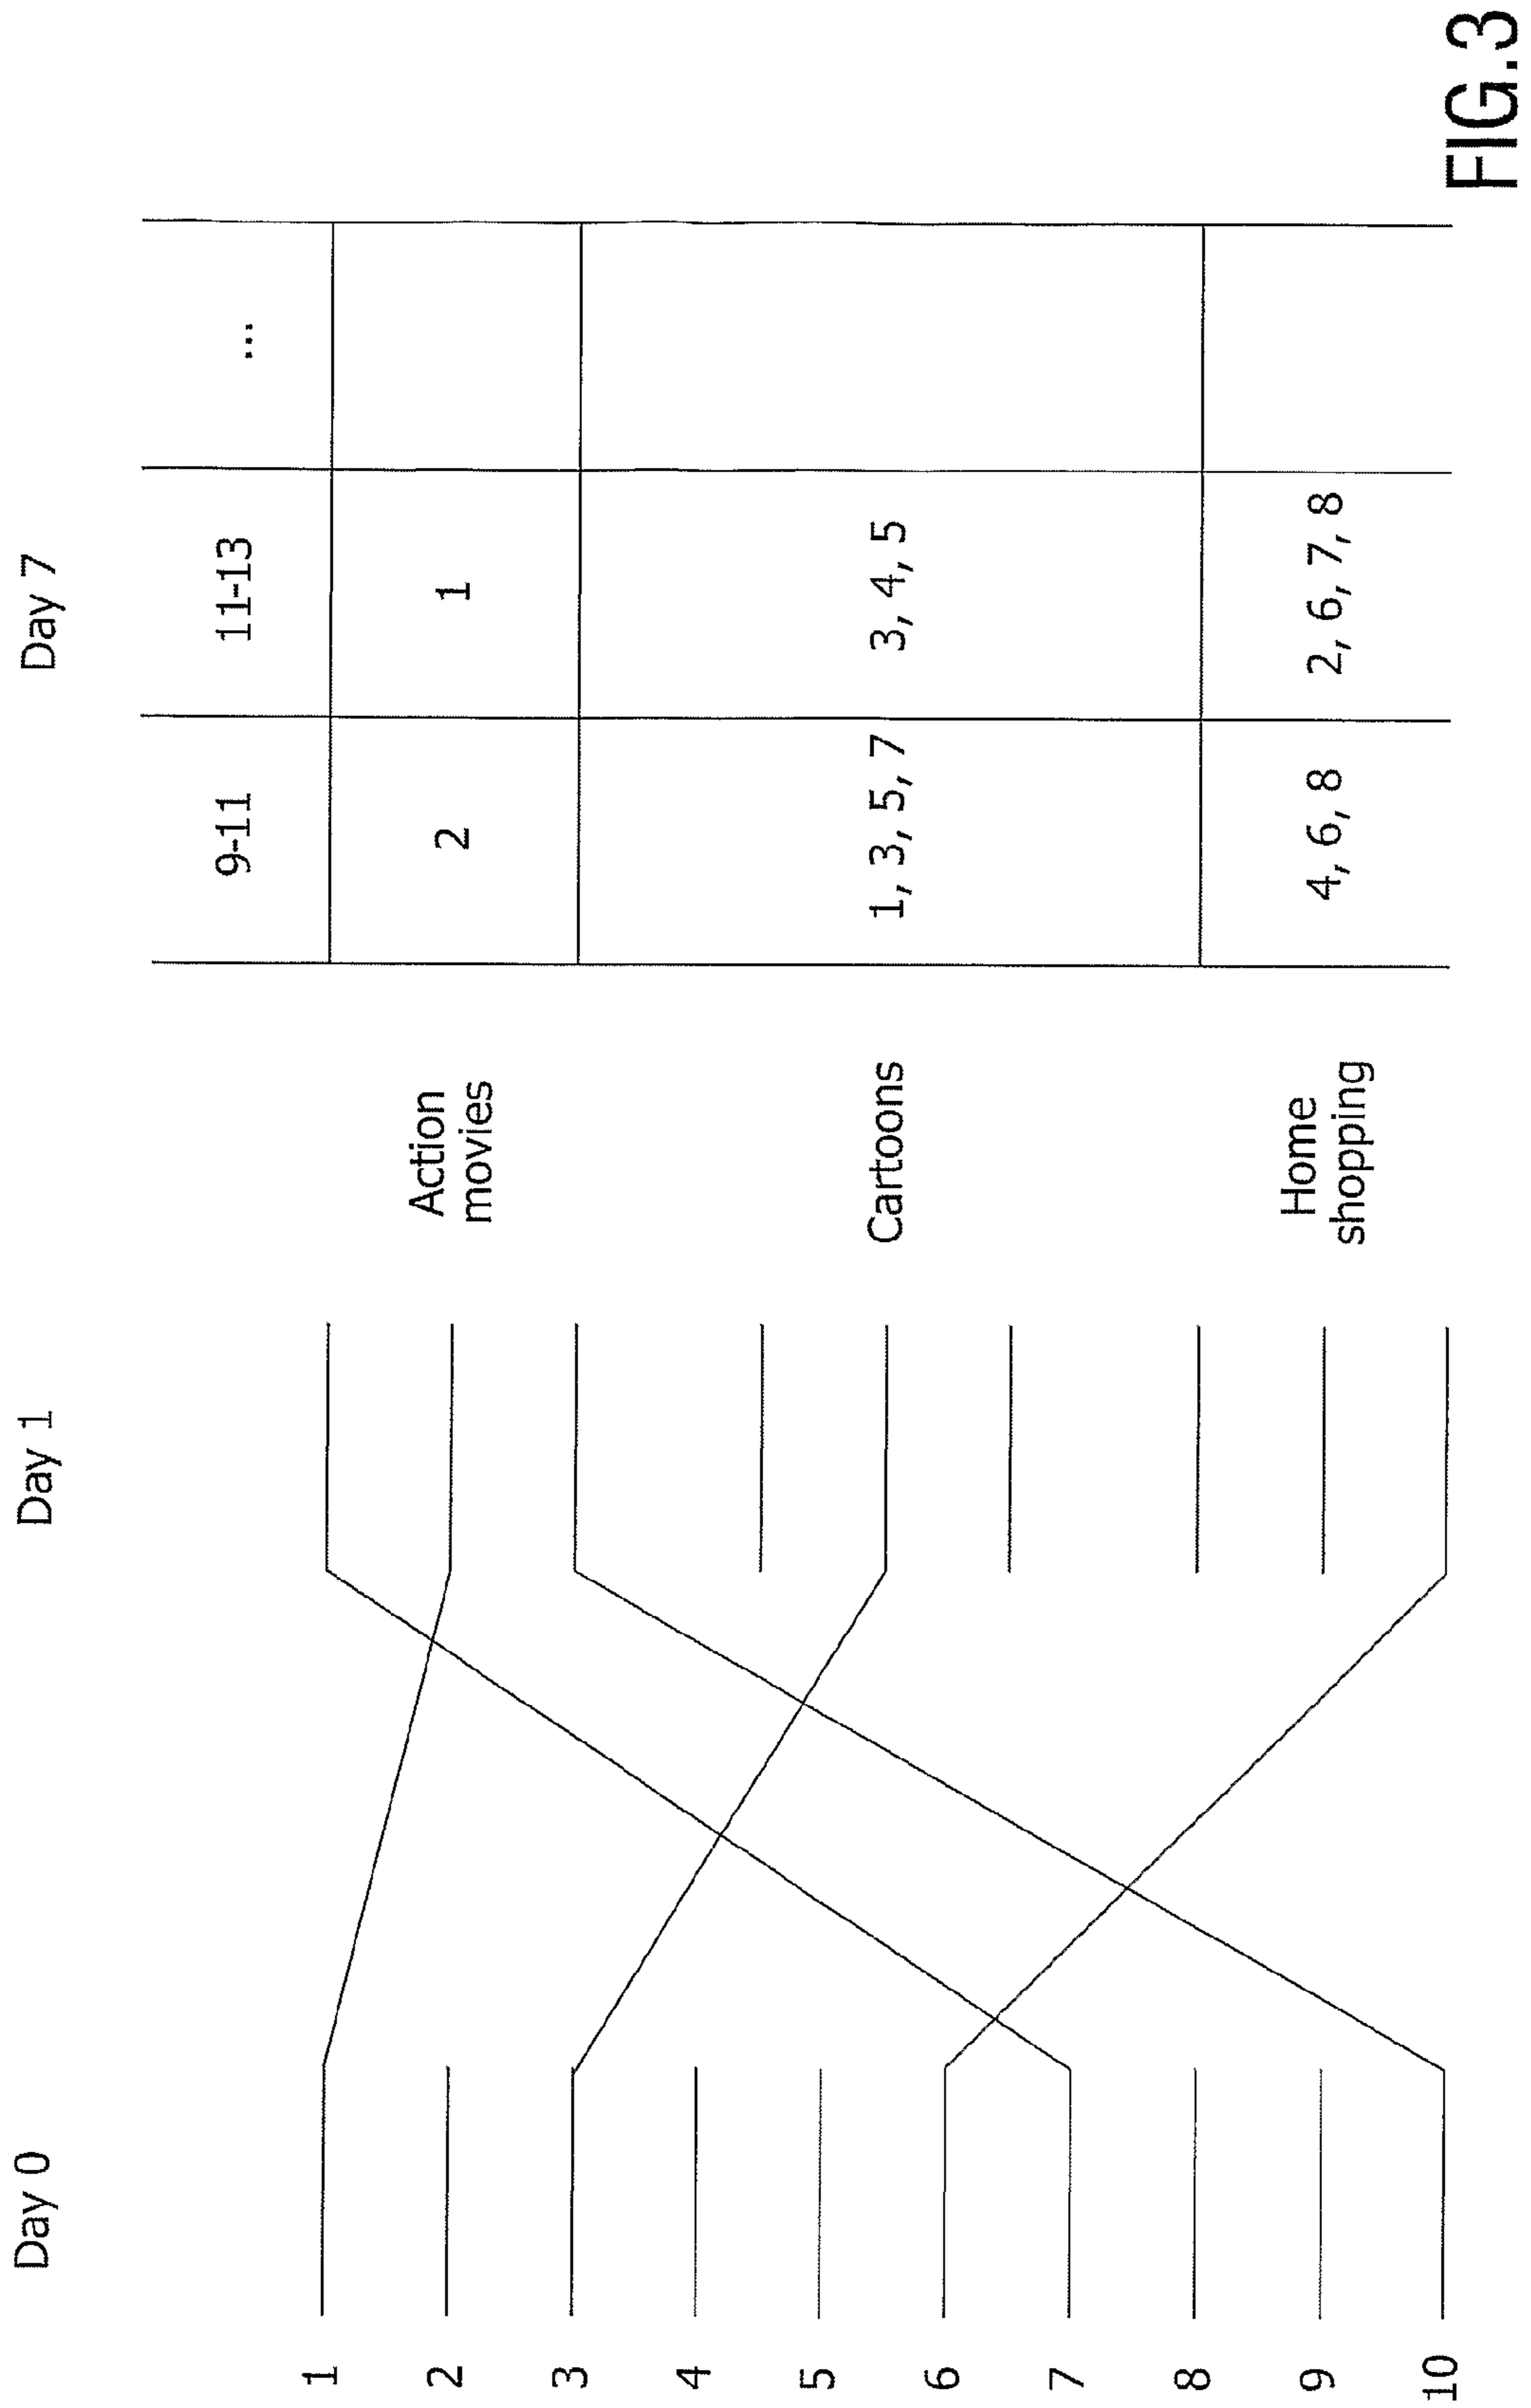 Day 0
Day 1
Day 7
9-11
11-13
...
1
2
3
4
5
6
7
8
9
10
Action
movies
2
1
Cartoons
1, 3, 5, 7
3, 4, 5
Home
shopping
4, 6, 8
2, 6, 7, 8
FIG.3